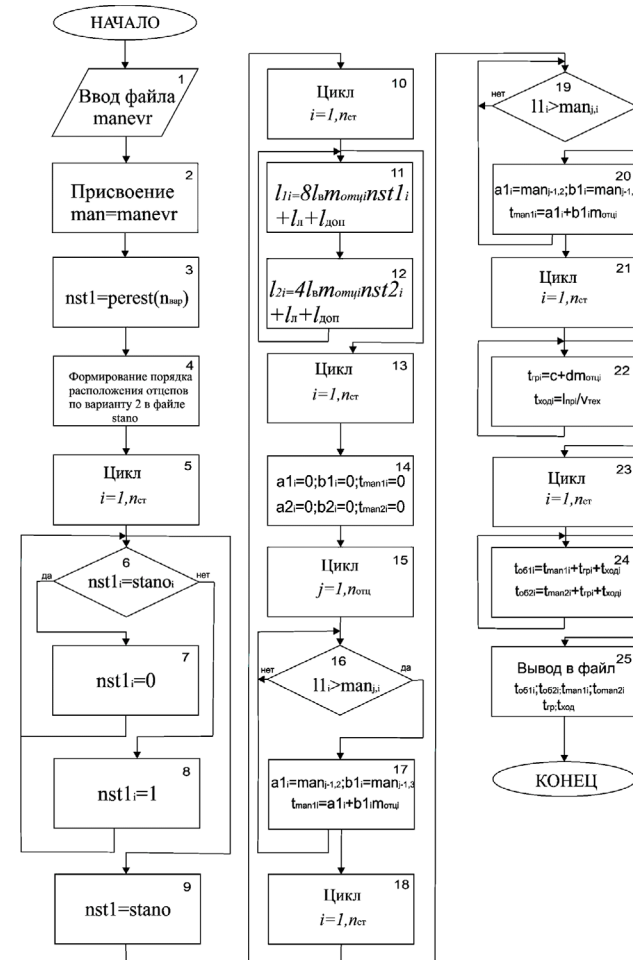 НАЧАЛО
1
Ввод файла
manevr
2
Присвоение
man=manevr
3
nst1=perest(nвар)
4
Формирование порядка
расположения отцепов
по варианту 2 в файле
stano
5
Цикл
i=1,nст
6
nst1i=stanoi
да
нет
7
nst1i=0
8
nst1i=1
9
nst1=stano
10
Цикл
i=1,nст
11
l1i=8lвmотцinst1i
+lл+lдоп
12
l2i=4lвmотцinst2i
+lл+lдоп
13
Цикл
i=1,nст
14
a1i=0;b1i=0;tman1i=0
a2i=0;b2i=0;tman2i=0
15
Цикл
j=1,nотц
16
нет
да
l1i>manj,i
17
a1i=manj-1,2;b1i=manj-1,3
tman1i=a1i+b1imотцi
18
Цикл
i=1,nст
19
нет
l1i>manj,i
20
a1i=manj-1,2;b1i=manj-1,
tman1i=a1i+b1imотцi
21
Цикл
i=1,nст
22
tгрi=c+dmотцi
tходi=lпрi/vтех
23
Цикл
i=1,nст
24
tоб1i=tman1i+tгрi+tходi
tоб2i=tman2i+tгрi+tходi
25
Вывод в файл
tоб1i;tоб2i;tman1i;toman2i
tгр;tход
КОНЕЦ